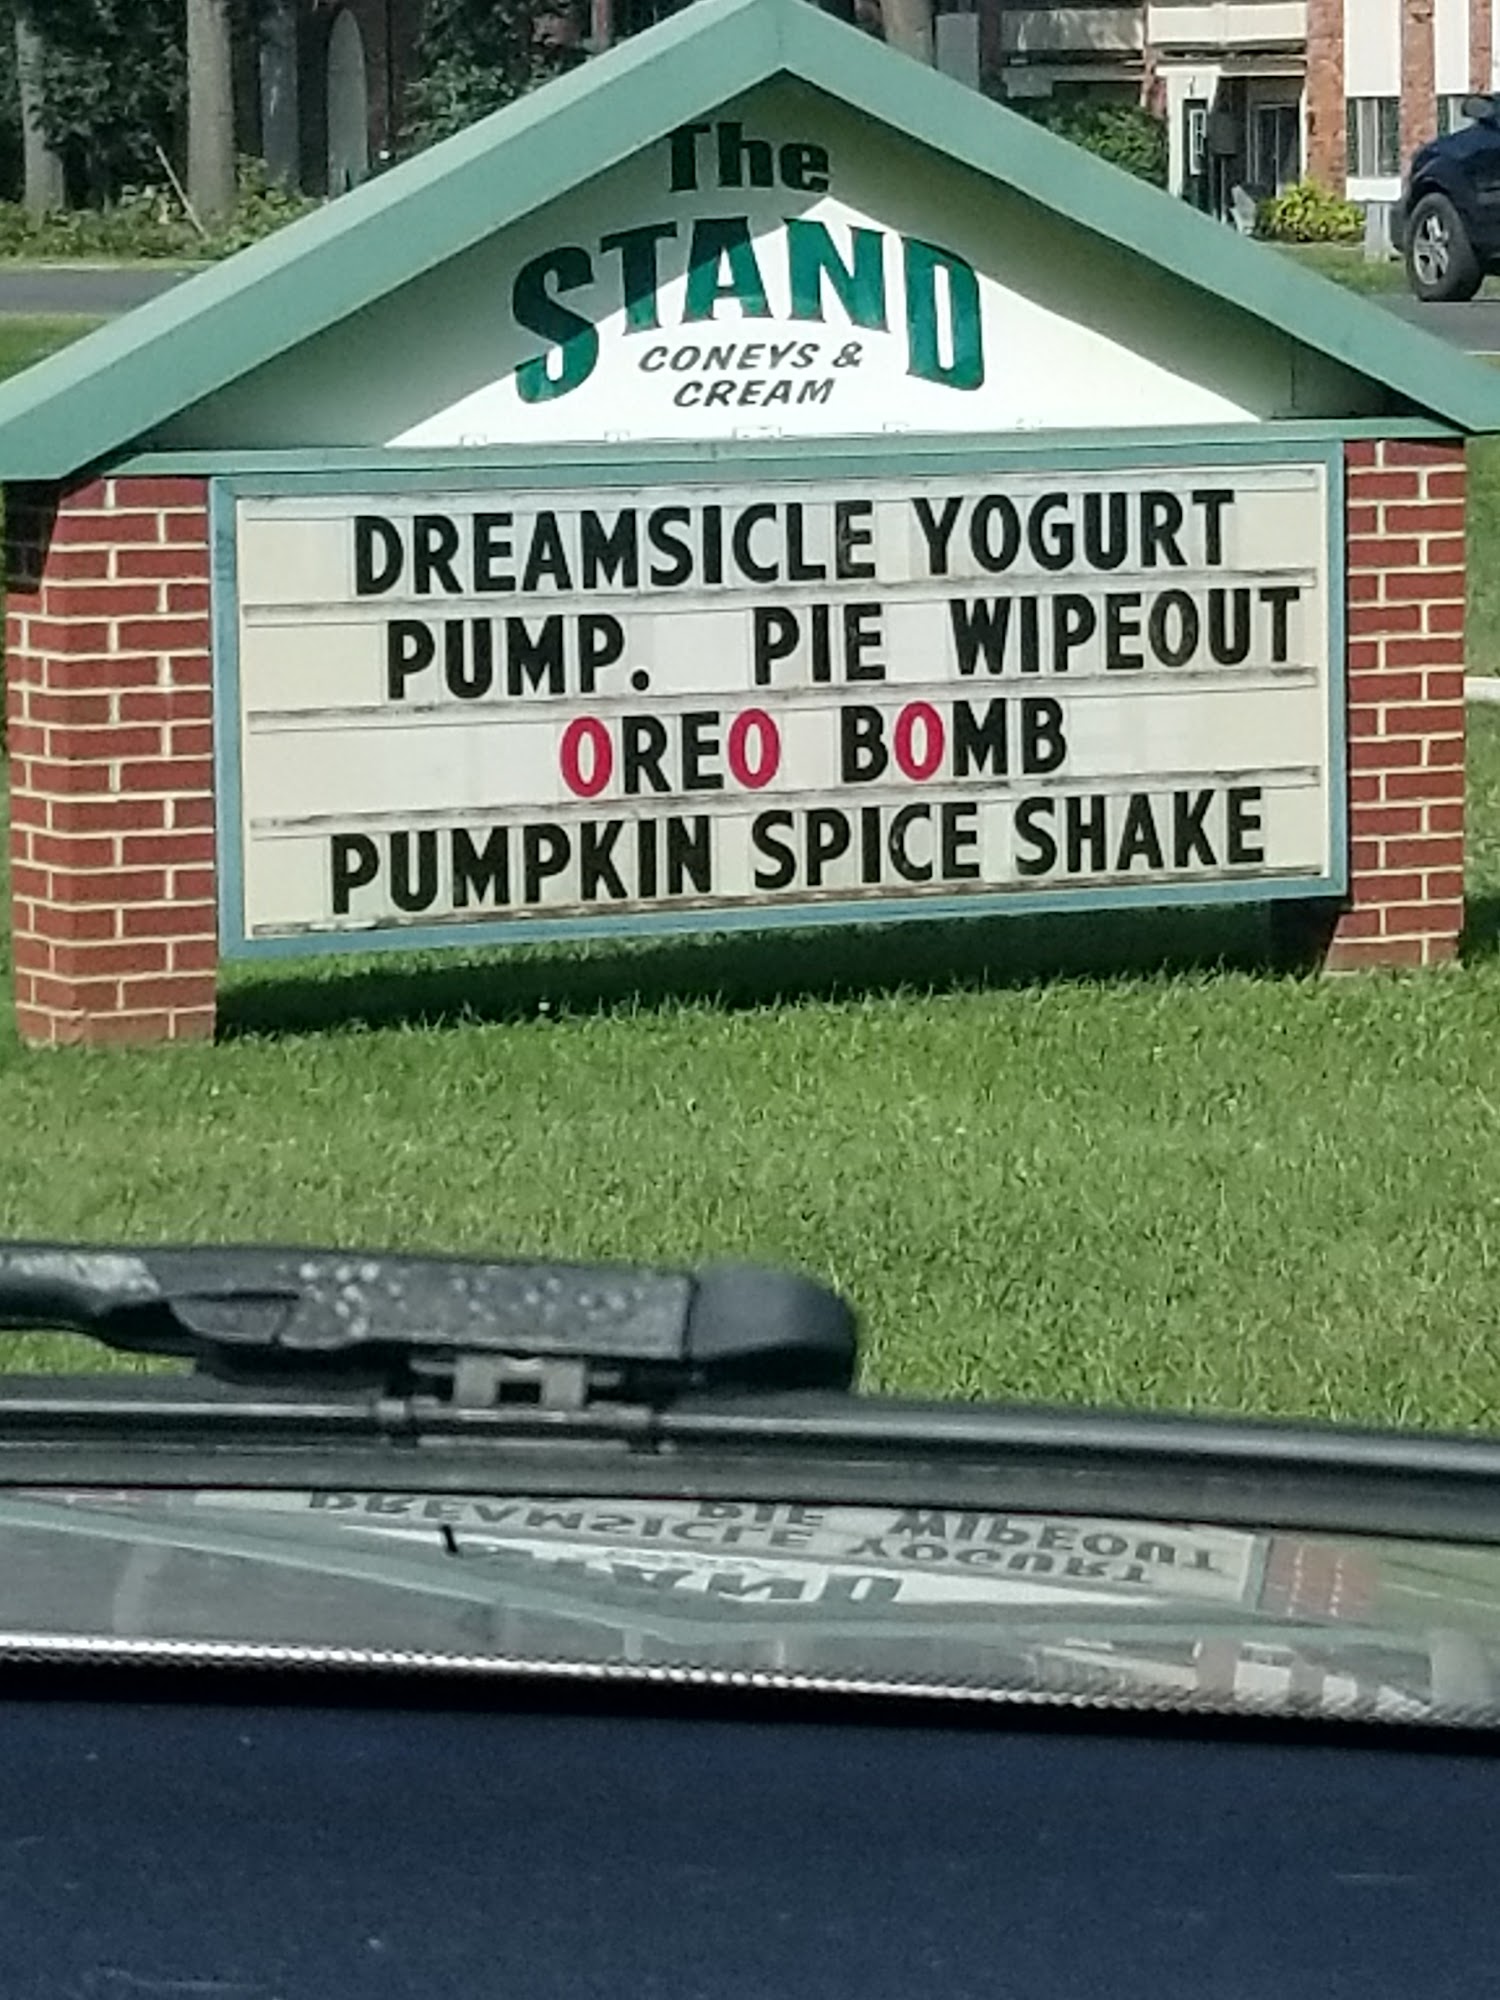 The
STAND
CONEYS &
CREAM
DREAMSICLE YOGURT
PUMP. PIE WIPEOUT
OREO BOMB
PUMPKIN SPICE SHAKE